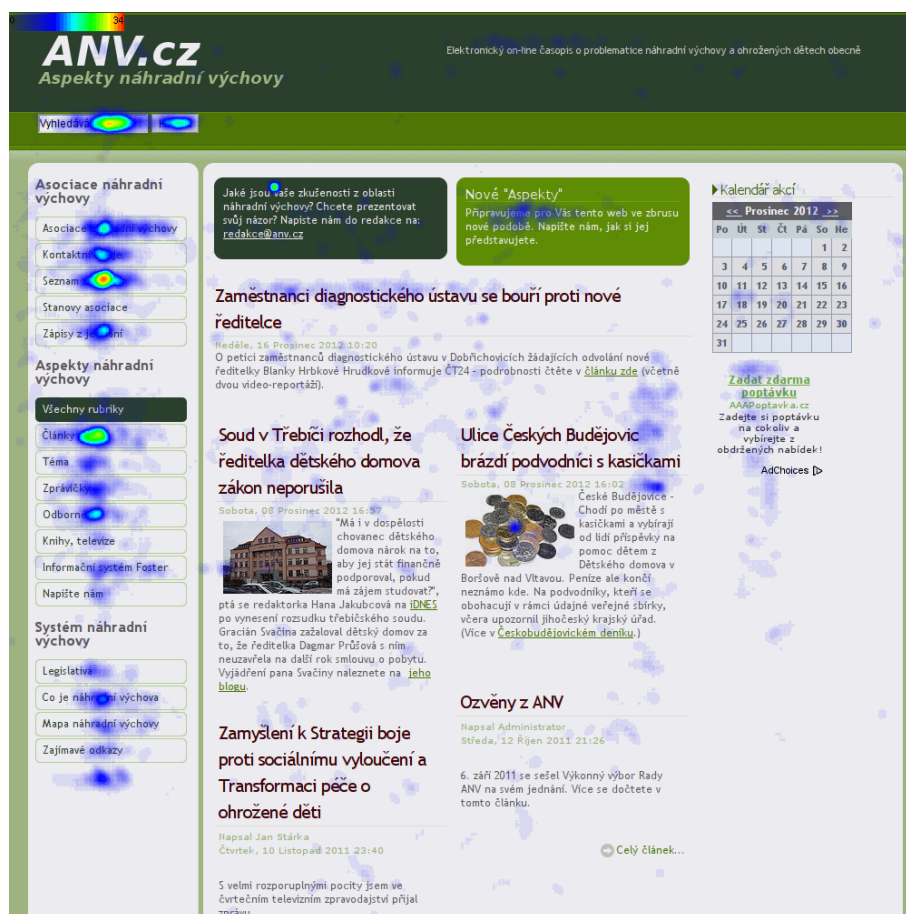 0 34
ANV.cz
Aspekty náhradní výchovy
Elektronický on-line časopis o problematice náhradní výchovy a ohrožených dětech obecně
Asociace náhradní
výchovy
Asociace výchovy
Kontaktní
Seznam
Stanovy asociace
Zápisy z
Aspekty náhradní
výchovy
Všechny rubriky
Články
Téma
Zprávičky
Odborné
Knihy, televize
Informační systém Foster
Napište nám
Systém náhradní
výchovy
Legislativa
Co je náhradní výchova
Mapa náhradní výchovy
Zajímavé odkazy
Jaké jsou vaše zkušenosti z oblasti
náhradní výchovy? Chcete prezentovat
svůj názor? Napiste nám do redakce na:
redakce@anv.cz
Nové "Aspekty"
Připravujeme pro Vás tento web ve zbrusu
nové podobě. Napište nám, jak si jej
představujete.
Zaměstnanci diagnostického ústavu se bouří proti nové
ředitelce
Neděle, 16 Prosinec 2012 10:20
O petici zaměstnanců diagnostického ústavu v Dobřichovicích žádajících odvolání nové
ředitelky Blanky Hrbkové Hrudkové informuje ČT24 - podrobnosti čtěte v článku zde (včetně
dvou video-reportáží).
Soud v Třebíči rozhodl, že
ředitelka dětského domova
zákon neporušila
Sobota, 08 Prosinec 2012 16:57
"Má i v dospělosti
chovanec dětského
domova nárok na to,
aby jej stát finančně
podporoval, pokud
má zájem studovat?",
ptá se redaktorka Hana Jakubcová na iDNES
po vynesení rozsudku třebíčského soudu.
Gracián Svačina zažaloval dětský domov za
to, že ředitelka Dagmar Průšová s ním
neuzavřela na další rok smlouvu o pobytu.
Vyjádření pana Svačiny naleznete na jeho
blogu.
Zamyšlení k Strategii boje
proti sociálnímu vyloučení a
Transformaci péče o
ohrožené děti
Napsal Jan Stárka
Čtvrtek, 10 Listopad 2011 23:40
S velmi rozporuplnými pocity jsem ve
čtvrtečním televizním zpravodajství přijal
zprávu
Ulice Českých Budějovic
brázdí podvodníci s kasičkami
Sobota, 08 Prosinec 2012 16:02
České Budějovice -
Chodí po městě s
kasičkami a vybírají
od lidí příspěvky na
pomoc dětem z
Dětského domova v
Boršově nad Vltavou. Peníze ale končí
neznámo kde. Na podvodníky, kteří se
obohacují v rámci údajné veřejné sbírky,
včera upozornil jihočeský krajský úřad.
(Více v Českobudějovickém deníku.)
Ozvěny z ANV
Napsal Administrator
Středa, 12 Říjen 2011 21:26
6. září 2011 se sešel Výkonný výbor Rady
ANV na svém jednání. Více se dočtete v
tomto článku.
Celý článek...
Kalendář akcí
<< Prosinec 2012 >>
Po Út St Čt Pá So Ne
1 2
3 4 5 6 7 8 9
10 11 12 13 14 15 16
17 18 19 20 21 22 23
24 25 26 27 28 29 30
31
Zadat zdarma
poptávku
AAAPoptavka.cz
Zadejte si poptávku
na cokoliv a
vybírejte z
obdržených nabídek!
AdChoices